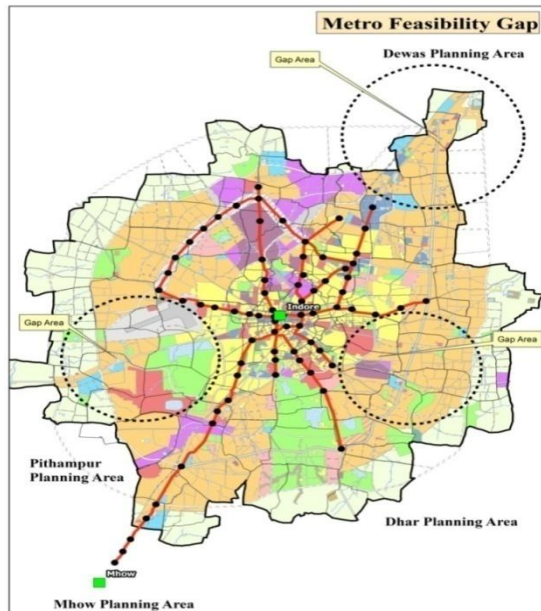 Metro Feasibility Gap
Dewas Planning Area
Gap Area
Indore
Gap Area
Gap Area
Pithampur
Planning Area
Dhar Planning Area
Mhow
Mhow Planning Area